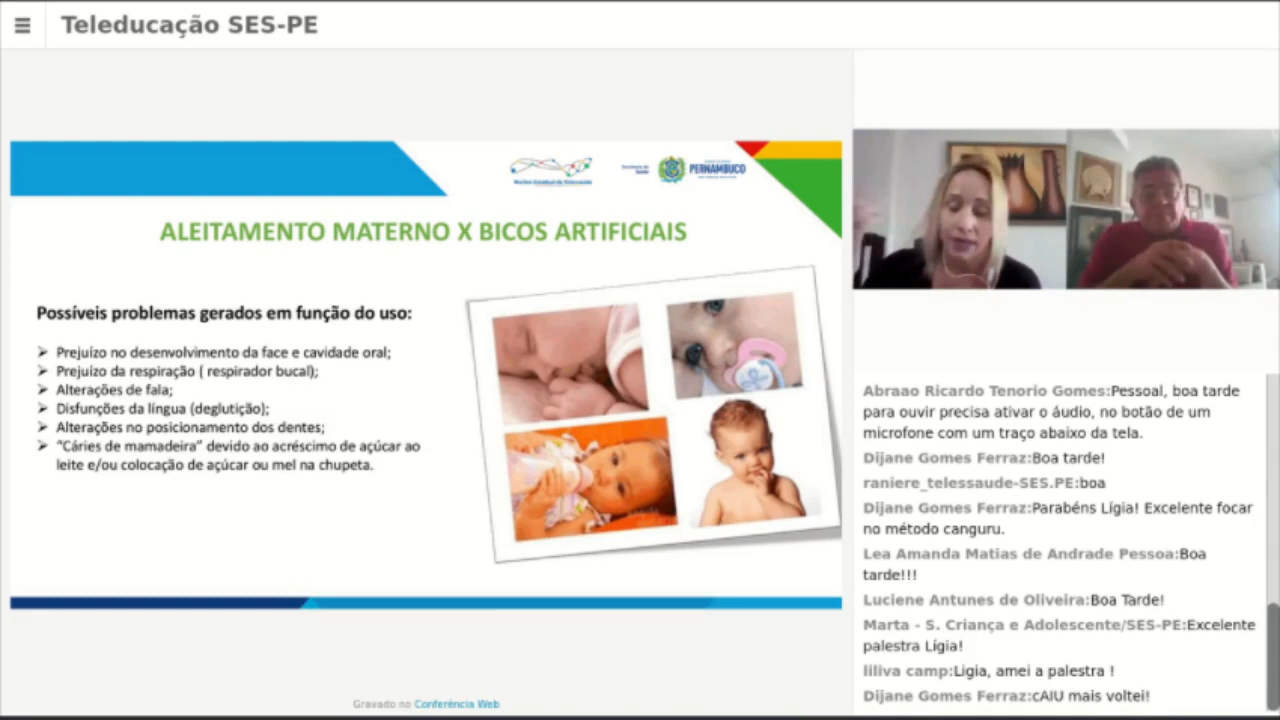 Teleducação SES-PE
Secretaria de
Saúde
PERNAMBUCO
ALEITAMENTO MATERNO X BICOS ARTIFICIAIS
Possíveis problemas gerados em função do uso:
➢ Prejuízo no desenvolvimento da face e cavidade oral;
➢ Prejuízo da respiração ( respirador bucal);
➢ Alterações de fala;
➢ Disfunções da língua (deglutição);
➢ Alterações no posicionamento dos dentes;
➢ “Cáries de mamadeira” devido ao acréscimo de açúcar ao
leite e/ou colocação de açúcar ou mel na chupeta.
Gravado no Conferência Web
Abraao Ricardo Tenorio Gomes:Pessoal, boa tarde
para ouvir precisa ativar o áudio, no botão de um
microfone com um traço abaixo da tela.
Dijane Gomes Ferraz:Boa tarde!
raniere_telessaude-SES.PE:boa
Dijane Gomes Ferraz:Parabéns Lígia! Excelente focar
no método canguru.
Lea Amanda Matias de Andrade Pessoa:Boa
tarde!!!
Luciene Antunes de Oliveira:Boa Tarde!
Marta - S. Criança e Adolescente/SES-PE:Excelente
palestra Lígia!
liliva camp:Ligia, amei a palestra !
Dijane Gomes Ferraz:cAIU mais voltei!